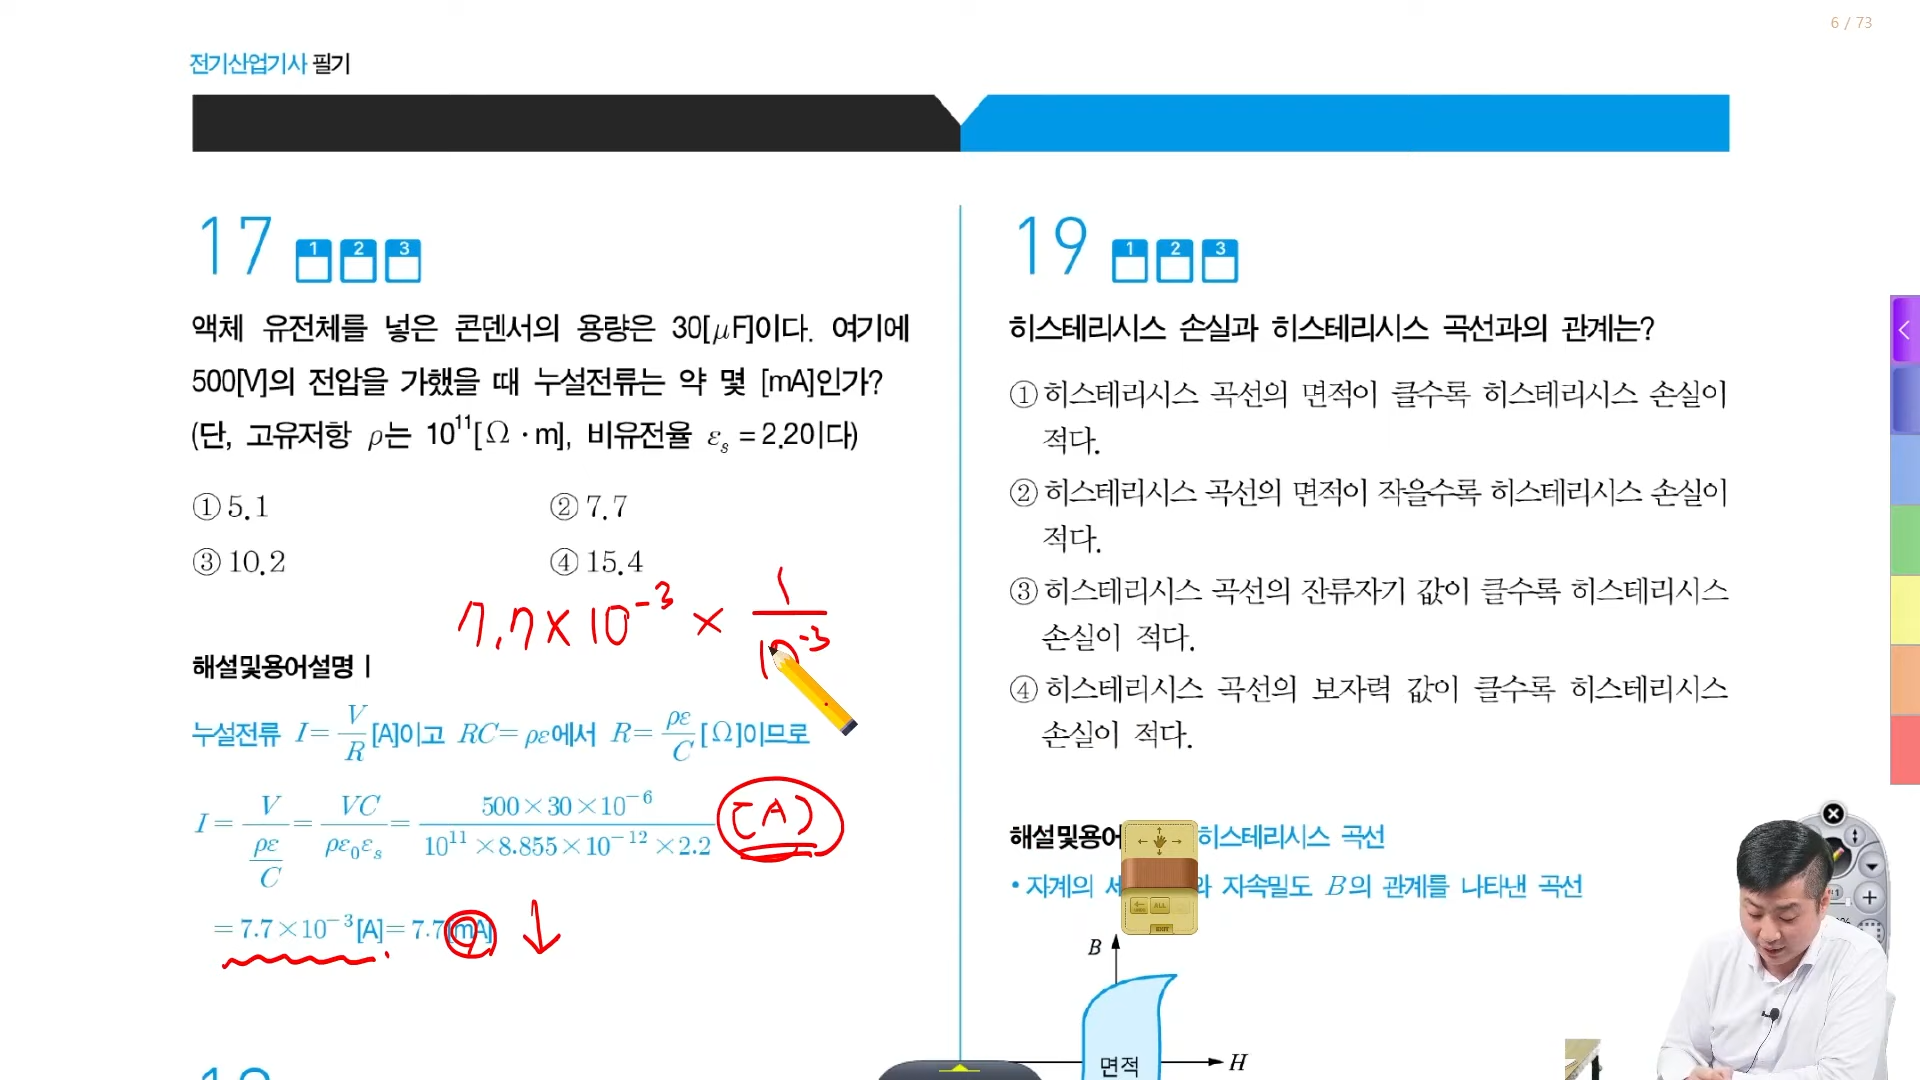 6 / 73
전기산업기사 필기
17 1 2 3
액체 유전체를 넣은 콘덴서의 용량은 30[μF]이다. 여기에
500[V]의 전압을 가했을 때 누설전류는 약 몇 [mA]인가?
(단, 고유저항 ρ는 10¹¹[Ω·m], 비유전율 εₛ=2.2이다)
① 5.1 ② 7.7
③ 10.2 ④ 15.4
7.7×10⁻³ × 1/10⁻³
해설및용어설명 |
누설전류 I=V/R[A]이고 RC=ρε에서 R=ρε/C[Ω]이므로
I=V/(ρε/C)=VC/ρε₀εₛ=500×30×10⁻⁶/10¹¹×8.855×10⁻¹²×2.2 [A]
=7.7×10⁻³[A]=7.7[mA]
19 1 2 3
히스테리시스 손실과 히스테리시스 곡선과의 관계는?
① 히스테리시스 곡선의 면적이 클수록 히스테리시스 손실이
적다.
② 히스테리시스 곡선의 면적이 작을수록 히스테리시스 손실이
적다.
③ 히스테리시스 곡선의 잔류자기 값이 클수록 히스테리시스
손실이 적다.
④ 히스테리시스 곡선의 보자력 값이 클수록 히스테리시스
손실이 적다.
해설및용어 히스테리시스 곡선
• 자계의 세 와 자속밀도 B의 관계를 나타낸 곡선
ALL
EXIT
B
면적
H